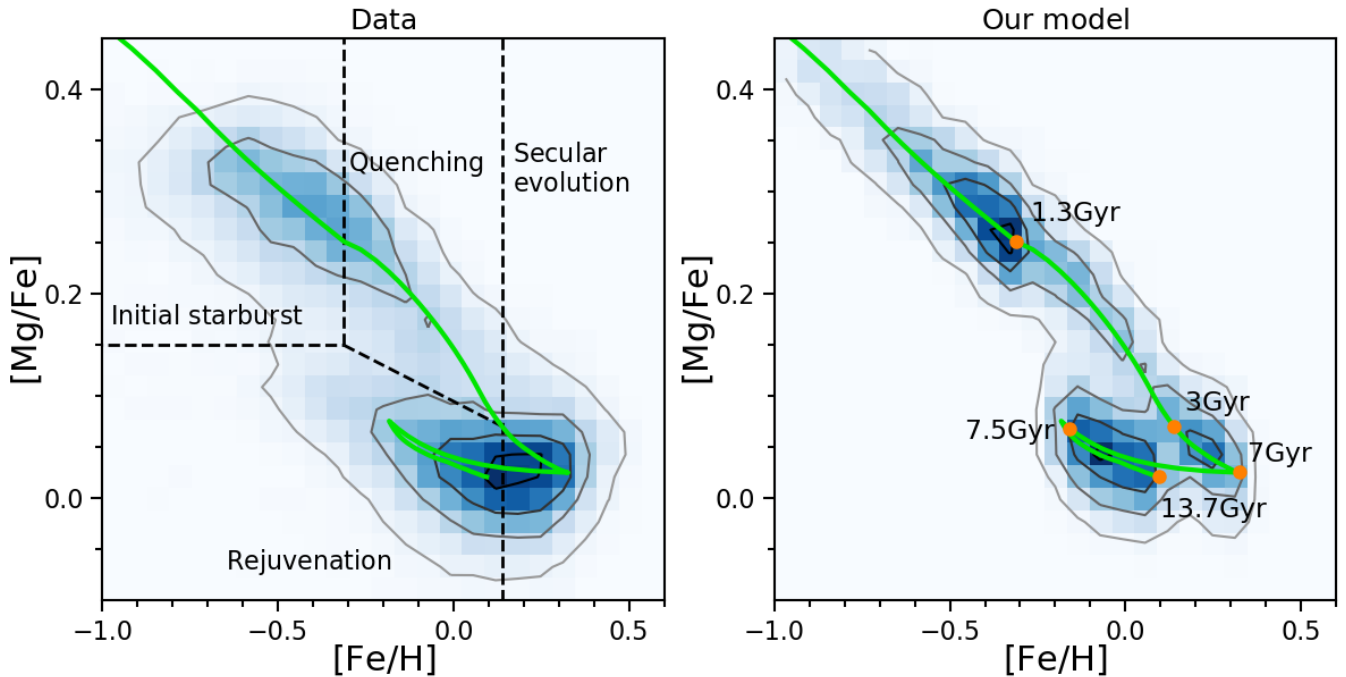 Data
Our model
[Mg/Fe]
0.4
0.2
0.0
Quenching
Secular
evolution
Initial starburst
Rejuvenation
−1.0
−0.5
0.0
0.5
[Fe/H]
[Mg/Fe]
0.4
0.2
0.0
1.3Gyr
3Gyr
7.5Gyr
7Gyr
13.7Gyr
−1.0
−0.5
0.0
0.5
[Fe/H]